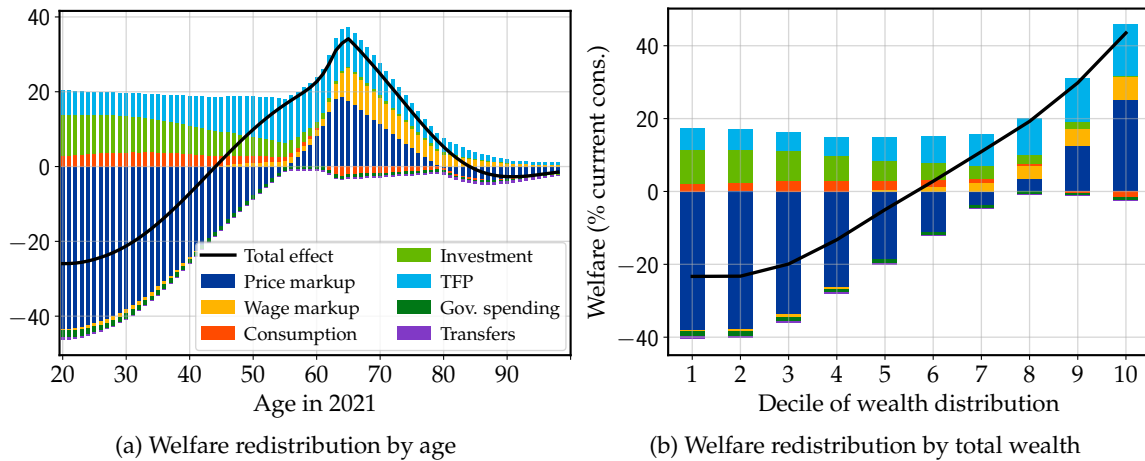 40
20
0
−20
−40
20 30 40 50 60 70 80 90
Age in 2021
Total effect
Price markup
Wage markup
Consumption
Investment
TFP
Gov. spending
Transfers
(a) Welfare redistribution by age
Welfare (% currrent cons.)
40
20
0
−20
−40
1 2 3 4 5 6 7 8 9 10
Decile of wealth distribution
(b) Welfare redistribution by total wealth